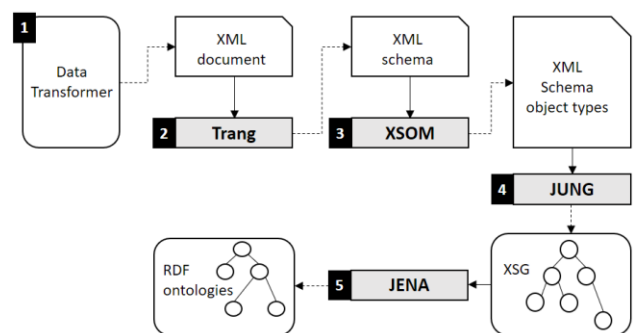 1
Data
Transformer
XML
document
XML
schema
XML
Schema
object types
2 Trang
3 XSOM
4 JUNG
RDF
ontologies
5 JENA
XSG